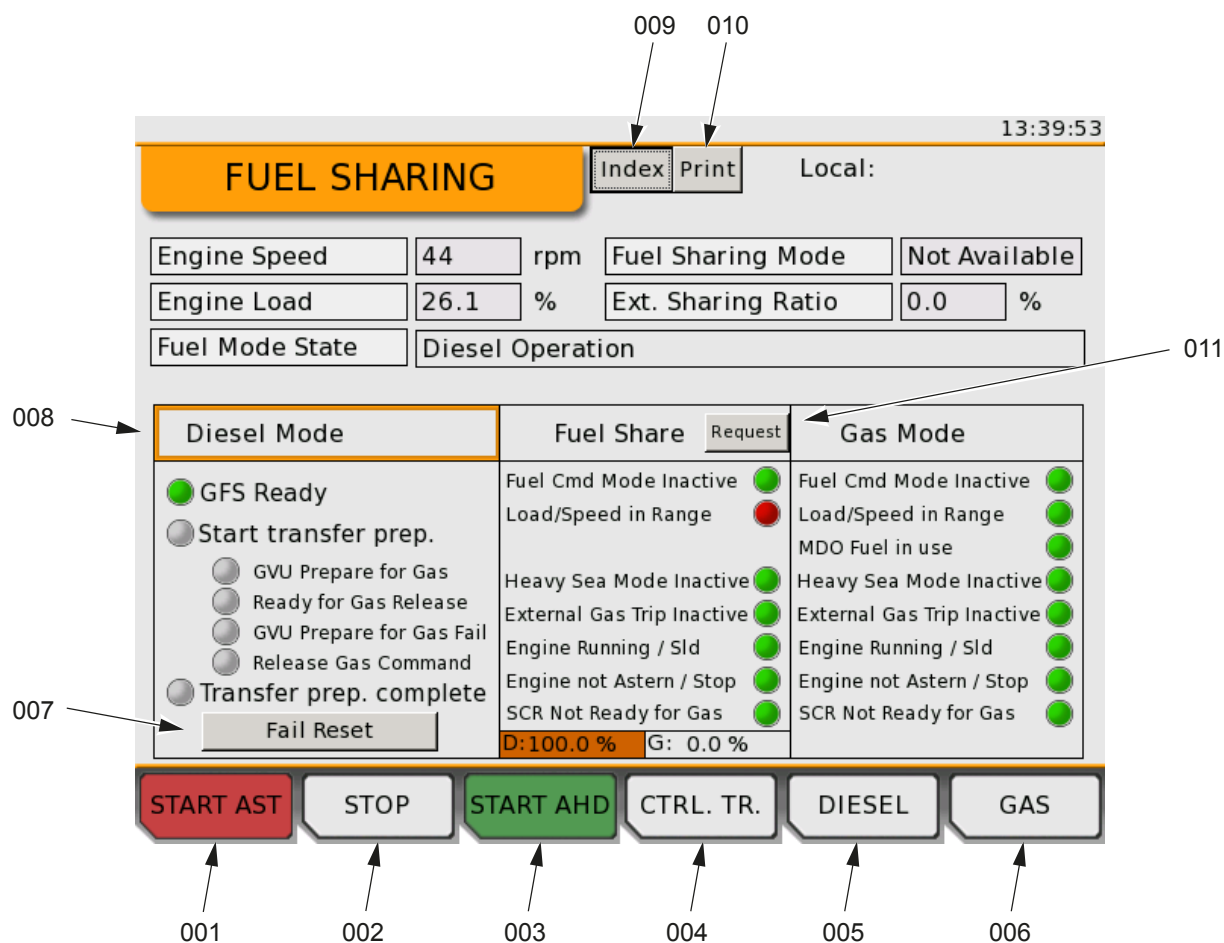 009 010
13:39:53
FUEL SHARING
Index Print Local:
Engine Speed 44 rpm Fuel Sharing Mode Not Available
Engine Load 26.1 % Ext. Sharing Ratio 0.0 %
Fuel Mode State Diesel Operation
011
008
Diesel Mode
GFS Ready
Start transfer prep.
GVU Prepare for Gas
Ready for Gas Release
GVU Prepare for Gas Fail
Release Gas Command
Transfer prep. complete
007
Fail Reset
Fuel Share Request
Fuel Cmd Mode Inactive
Load/Speed in Range
Heavy Sea Mode Inactive
External Gas Trip Inactive
Engine Running / Sld
Engine not Astern / Stop
SCR Not Ready for Gas
D:100.0 % G: 0.0 %
Gas Mode
Fuel Cmd Mode Inactive
Load/Speed in Range
MDO Fuel in use
Heavy Sea Mode Inactive
External Gas Trip Inactive
Engine Running / Sld
Engine not Astern / Stop
SCR Not Ready for Gas
START AST STOP START AHD CTRL. TR. DIESEL GAS
001 002 003 004 005 006